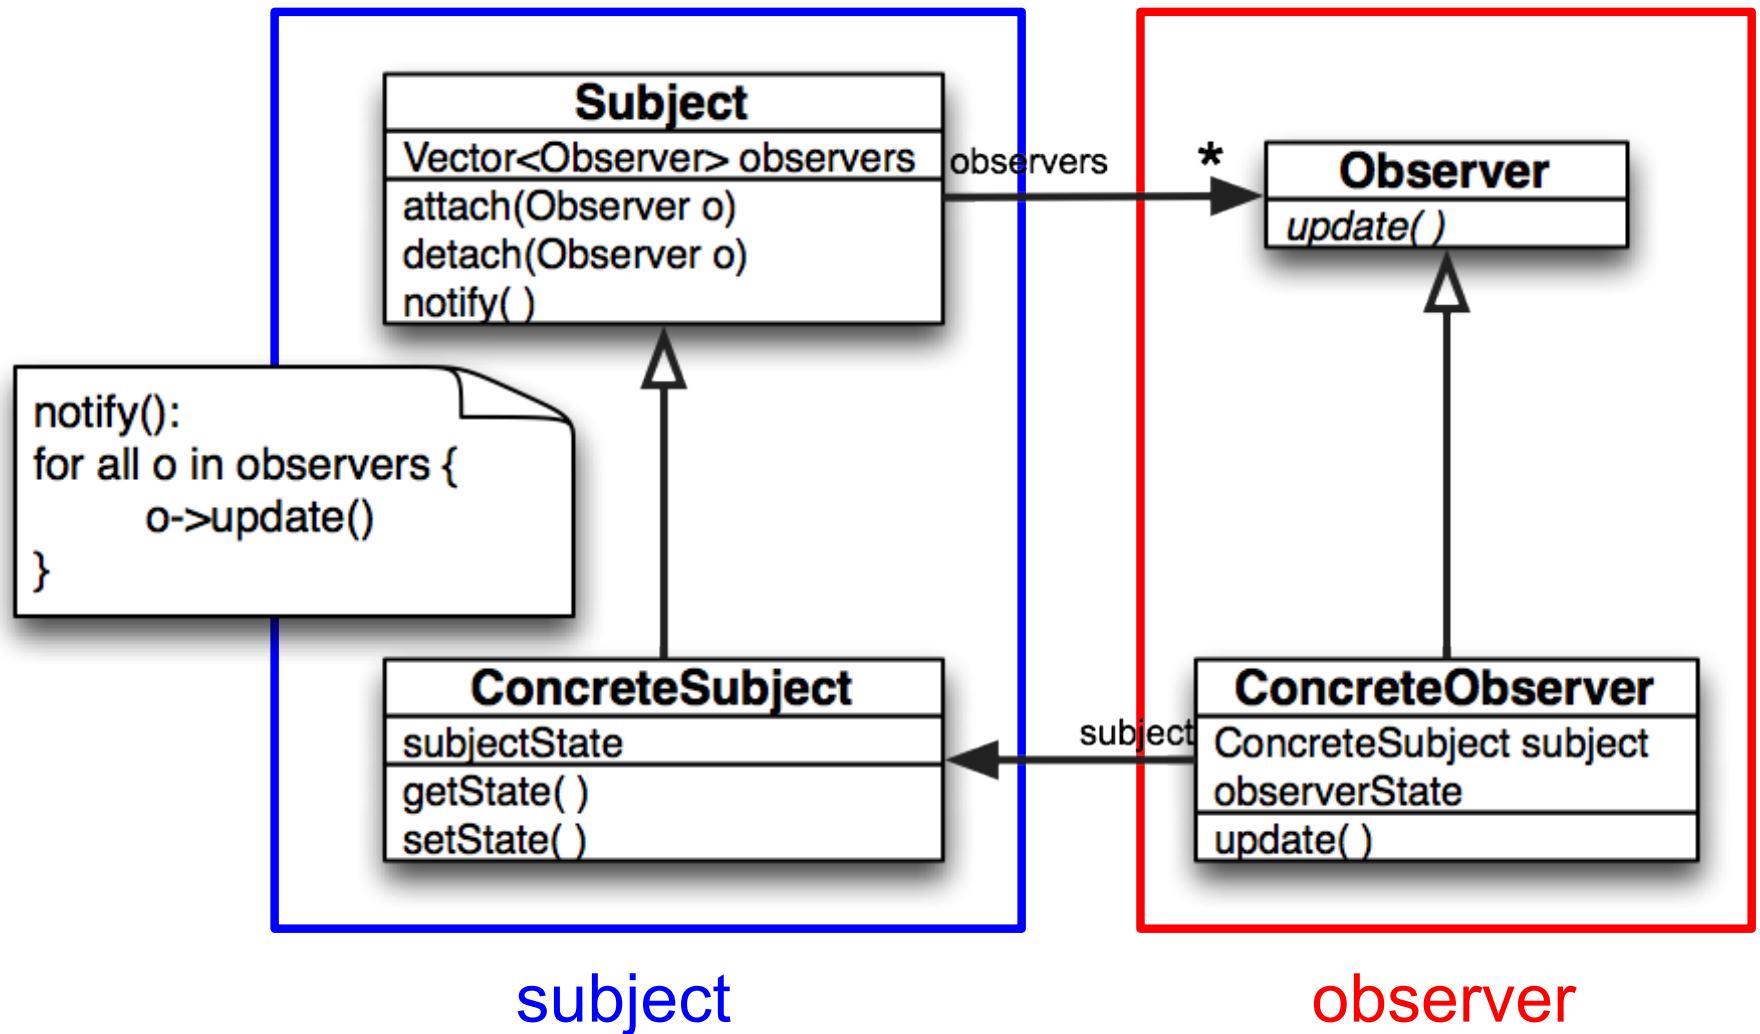 Subject
Vector<Observer> observers
attach(Observer o)
detach(Observer o)
notify( )
observers
*
Observer
update( )
notify():
for all o in observers {
o->update()
}
ConcreteSubject
subjectState
getState( )
setState( )
subject
ConcreteObserver
ConcreteSubject subject
observerState
update( )
subject
observer